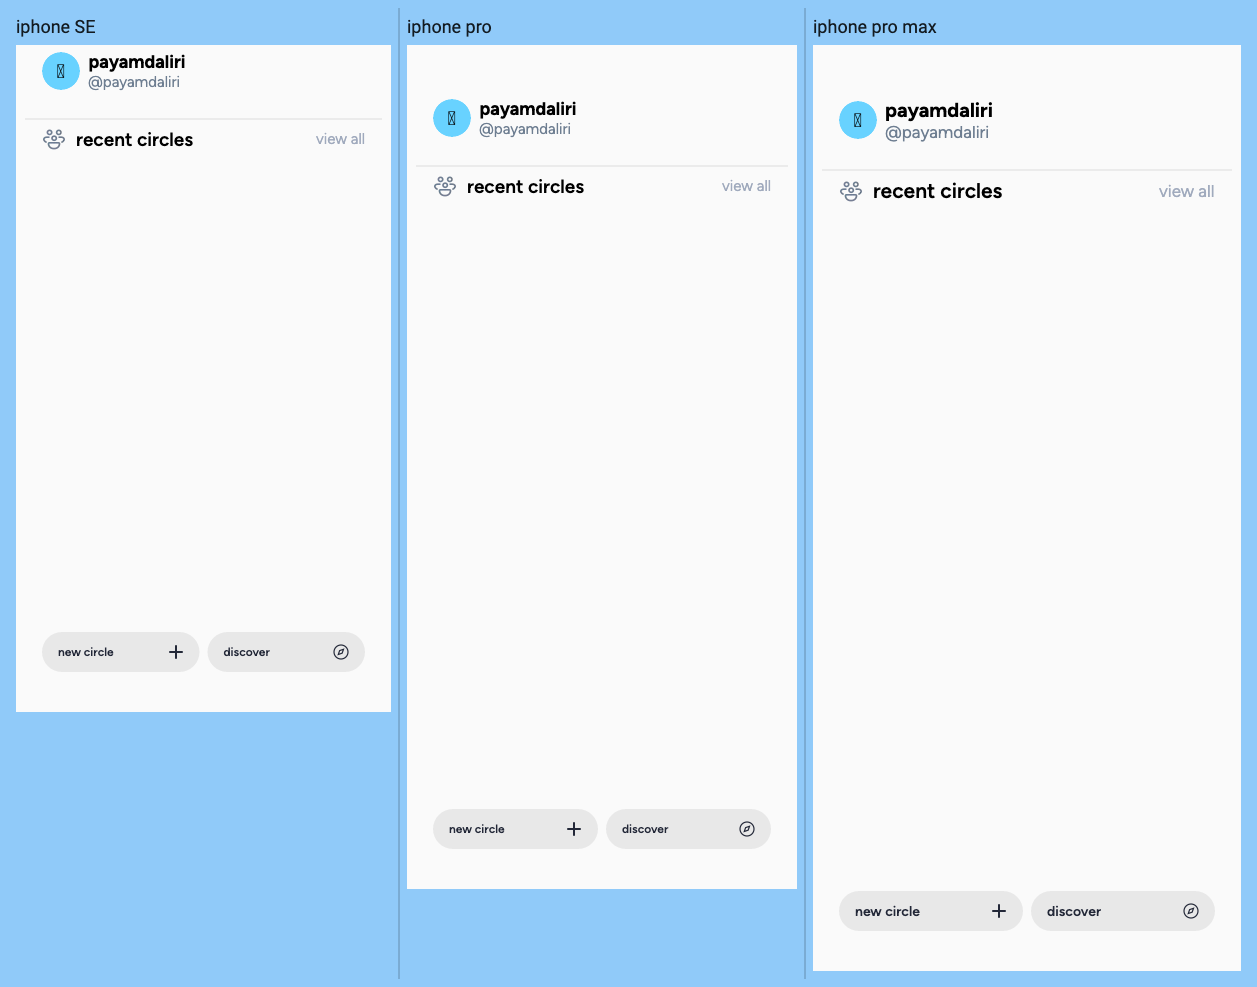 iphone SE
payamdaliri
@payamdaliri
recent circles
view all
new circle
discover
iphone pro
payamdaliri
@payamdaliri
recent circles
view all
new circle
discover
iphone pro max
payamdaliri
@payamdaliri
recent circles
view all
new circle
discover